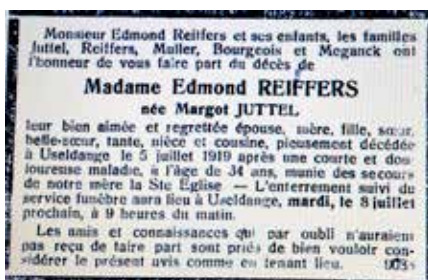 Monsieur Edmond Reiffers et ses enfants, les familles
Juttel, Reiffers, Muller, Bourgeois et Meganck ont
l'honneur de vous faire part du décès de
Madame Edmond REIFFERS
née Margot JUTTEL
leur bien aimée et regrettée épouse, mère, fille, sœur,
belle-sœur, tante, nièce et cousine, pieusement décédée
à Useldange le 5 juillet 1919 après une courte et dou
loureuse maladie, à l'âge de 34 ans, munie des secours
de notre mère la Ste Eglise — L'enterrement suivi du
service funèbre aura lieu à Useldange, mardi, le 8 juillet
prochain, à 9 heures du matin.
Les amis et connaissances qui par oubli n'auraient
pas reçu de faire part sont priés de bien vouloir con-
sidérer le présent avis comme en tenant lieu.